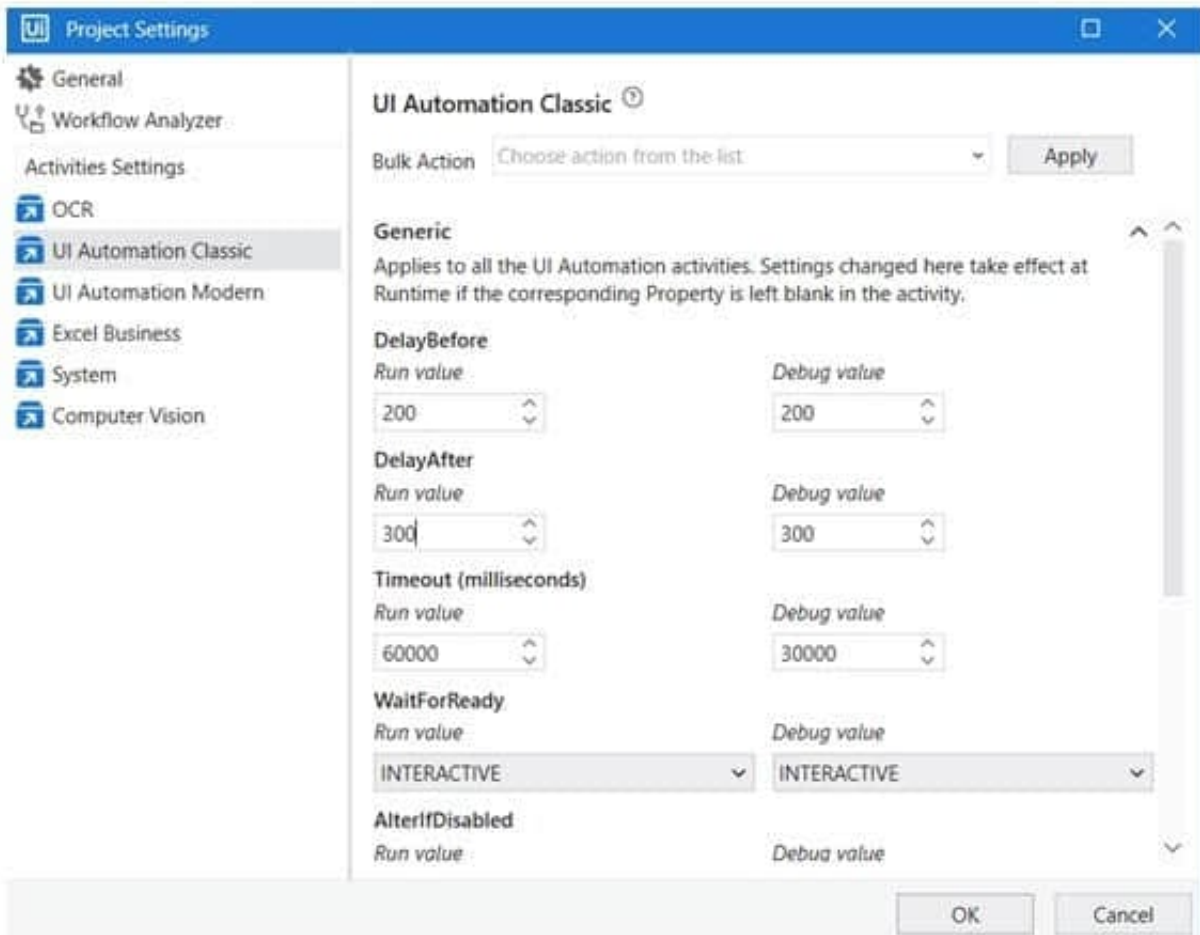 Ui Project Settings
General
Workflow Analyzer
Activities Settings
OCR
UI Automation Classic
UI Automation Modern
Excel Business
System
Computer Vision
UI Automation Classic ?
Bulk Action Choose action from the list Apply
Generic
Applies to all the UI Automation activities. Settings changed here take effect at
Runtime if the corresponding Property is left blank in the activity.
DelayBefore
Run value Debug value
200 200
DelayAfter
Run value Debug value
300 300
Timeout (milliseconds)
Run value Debug value
60000 30000
WaitForReady
Run value Debug value
INTERACTIVE INTERACTIVE
AlterIfDisabled
Run value Debug value
OK Cancel